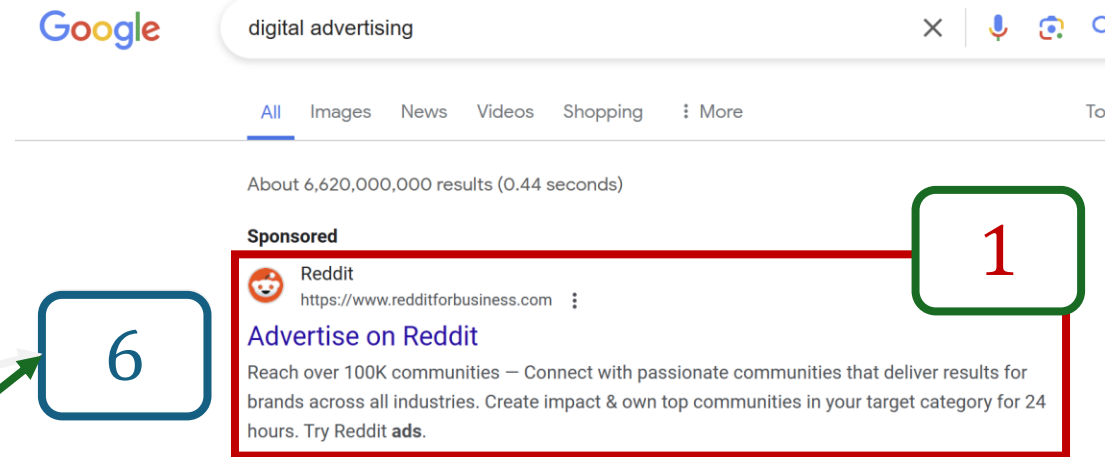 Google
digital advertising
All Images News Videos Shopping More To
About 6,620,000,000 results (0.44 seconds)
Sponsored
1
Reddit
https://www.redditforbusiness.com
6
Advertise on Reddit
Reach over 100K communities — Connect with passionate communities that deliver results for
brands across all industries. Create impact & own top communities in your target category for 24
hours. Try Reddit ads.